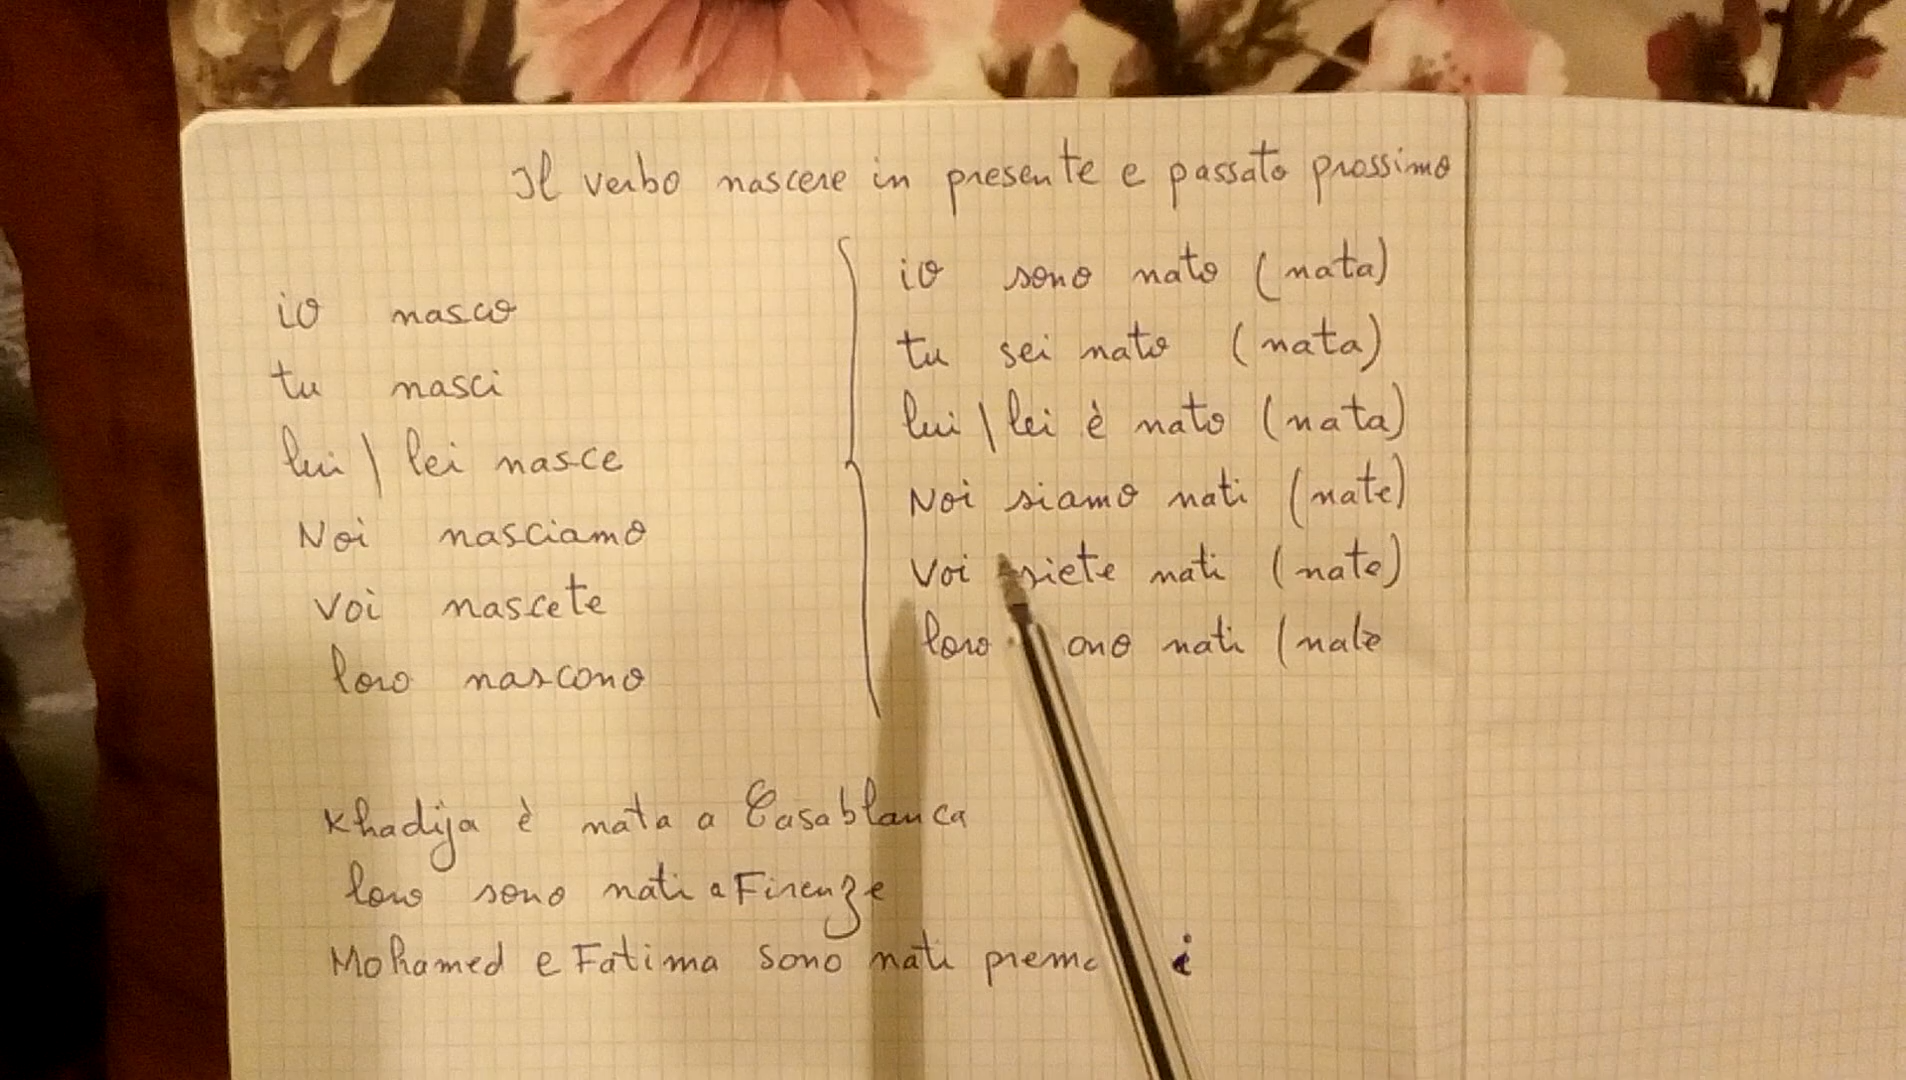 Il verbo nascere in presente e passato prossimo
io nasco
tu nasci
lui \ lei nasce
Noi nasciamo
Voi nascete
loro nascono
io sono nato (nata)
tu sei nato (nata)
lui \ lei è nato (nata)
Noi siamo nati (nate)
Voi siete nati (nate)
loro nati (nate
Khadija è nata a Casablanca
loro sono nati a Firenze
Mohamed e Fatima sono nati